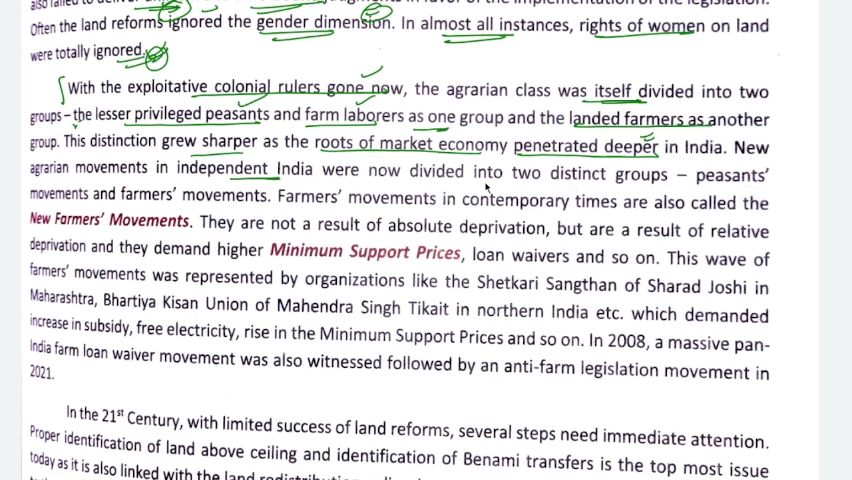 also failed to deliver in favor of the implementation of the legislation.
Often the land reforms ignored the gender dimension. In almost all instances, rights of women on land
were totally ignored.
With the exploitative colonial rulers gone now, the agrarian class was itself divided into two
groups – the lesser privileged peasants and farm laborers as one group and the landed farmers as another
group. This distinction grew sharper as the roots of market economy penetrated deeper in India. New
agrarian movements in independent India were now divided into two distinct groups – peasants'
movements and farmers' movements. Farmers' movements in contemporary times are also called the
New Farmers' Movements. They are not a result of absolute deprivation, but are a result of relative
deprivation and they demand higher Minimum Support Prices, loan waivers and so on. This wave of
farmers' movements was represented by organizations like the Shetkari Sangthan of Sharad Joshi in
Maharashtra, Bhartiya Kisan Union of Mahendra Singh Tikait in northern India etc. which demanded
increase in subsidy, free electricity, rise in the Minimum Support Prices and so on. In 2008, a massive pan-
India farm loan waiver movement was also witnessed followed by an anti-farm legislation movement in
2021.
In the 21st Century, with limited success of land reforms, several steps need immediate attention.
Proper identification of land above ceiling and identification of Benami transfers is the top most issue
today as it is also linked with the land